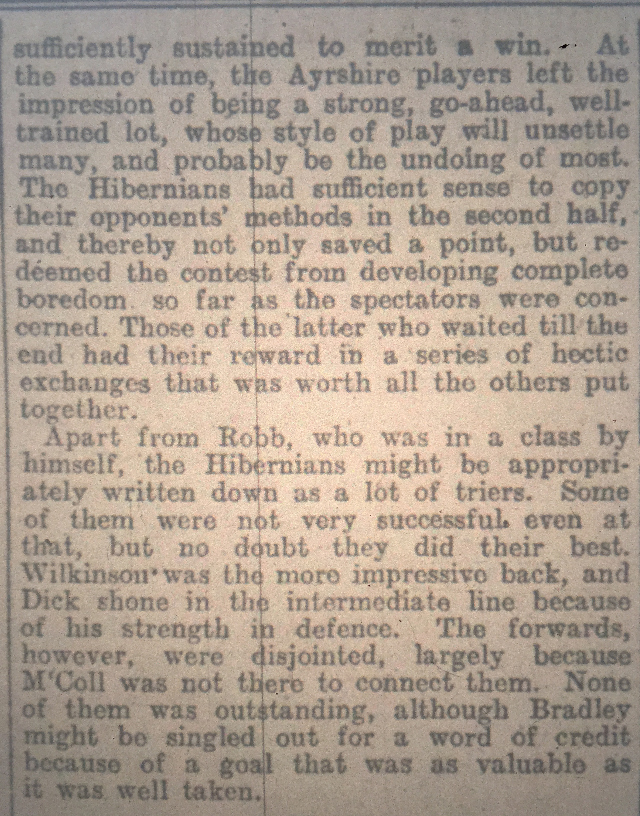 sufficiently sustained to merit a win. At
the same time, the Ayrshire players left the
impression of being a strong, go-ahead, well-
trained lot, whose style of play will unsettle
many, and probably be the undoing of most.
The Hibernians had sufficient sense to copy
their opponents' methods in the second half,
and thereby not only saved a point, but re-
deemed the contest from developing complete
boredom so far as the spectators were con-
cerned. Those of the latter who waited till the
end had their reward in a series of hectic
exchanges that was worth all the others put
together.
Apart from Robb, who was in a class by
himself, the Hibernians might be appropri-
ately written down as a lot of triers. Some
of them were not very successful even at
that, but no doubt they did their best.
Wilkinson was the more impressive back, and
Dick shone in the intermediate line because
of his strength in defence. The forwards,
however, were disjointed, largely because
M'Coll was not there to connect them. None
of them was outstanding, although Bradley
might be singled out for a word of credit
because of a goal that was as valuable as
it was well taken.